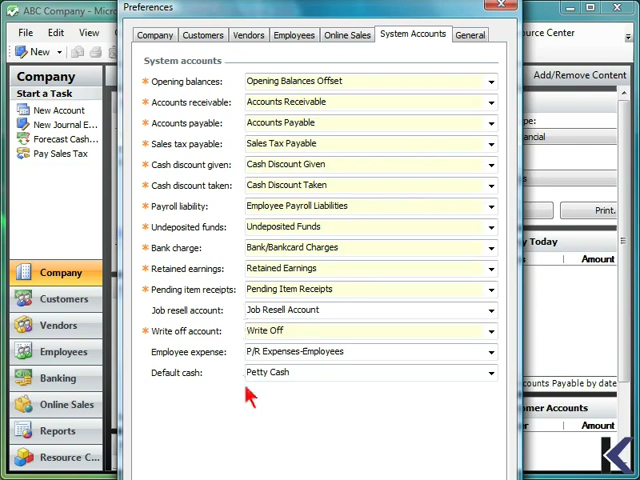 ABC Company - Micros
Preferences
File Edit View
source Center
New
Company Customers Vendors Employees Online Sales System Accounts General
Company
Add/Remove Content
Start a Task
New Account
New Journal E...
Forecast Cash...
Pay Sales Tax
System accounts
* Opening balances: Opening Balances Offset
* Accounts receivable: Accounts Receivable
* Accounts payable: Accounts Payable
* Sales tax payable: Sales Tax Payable
* Cash discount given: Cash Discount Given
* Cash discount taken: Cash Discount Taken
* Payroll liability: Employee Payroll Liabilities
* Undeposited funds: Undeposited Funds
* Bank charge: Bank/Bankcard Charges
* Retained earnings: Retained Earnings
* Pending item receipts: Pending Item Receipts
Job resell account: Job Resell Account
* Write off account: Write Off
Employee expense: P/R Expenses-Employees
Default cash: Petty Cash
pe:
ancial
Print.
y Today
Amount
ccounts Payable by date
omer Accounts
Amount
Company
Customers
Vendors
Employees
Banking
Online Sales
Reports
Resource C...